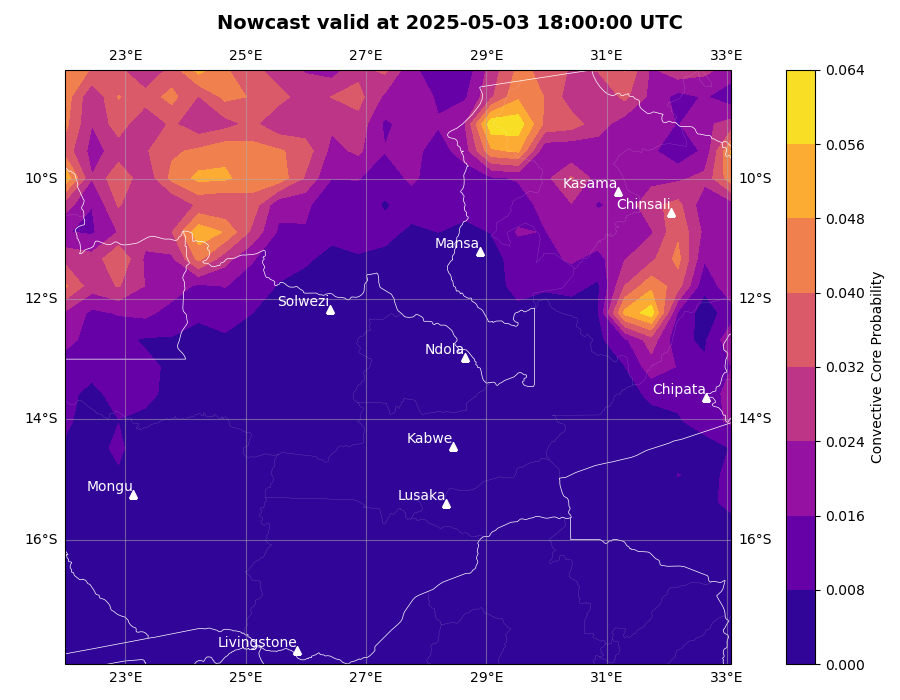 Nowcast valid at 2025-05-03 18:00:00 UTC
23°E 25°E 27°E 29°E 31°E 33°E
0.064
0.056
10°S 10°S
Kasama
Chinsali
0.048
Mansa
0.040
12°S 12°S
Solwezi
Ndola
0.032
Chipata
14°S 14°S
Kabwe
0.024
Mongu
Lusaka
0.016
16°S 16°S
0.008
Livingstone
0.000
23°E 25°E 27°E 29°E 31°E 33°E
Convective Core Probability